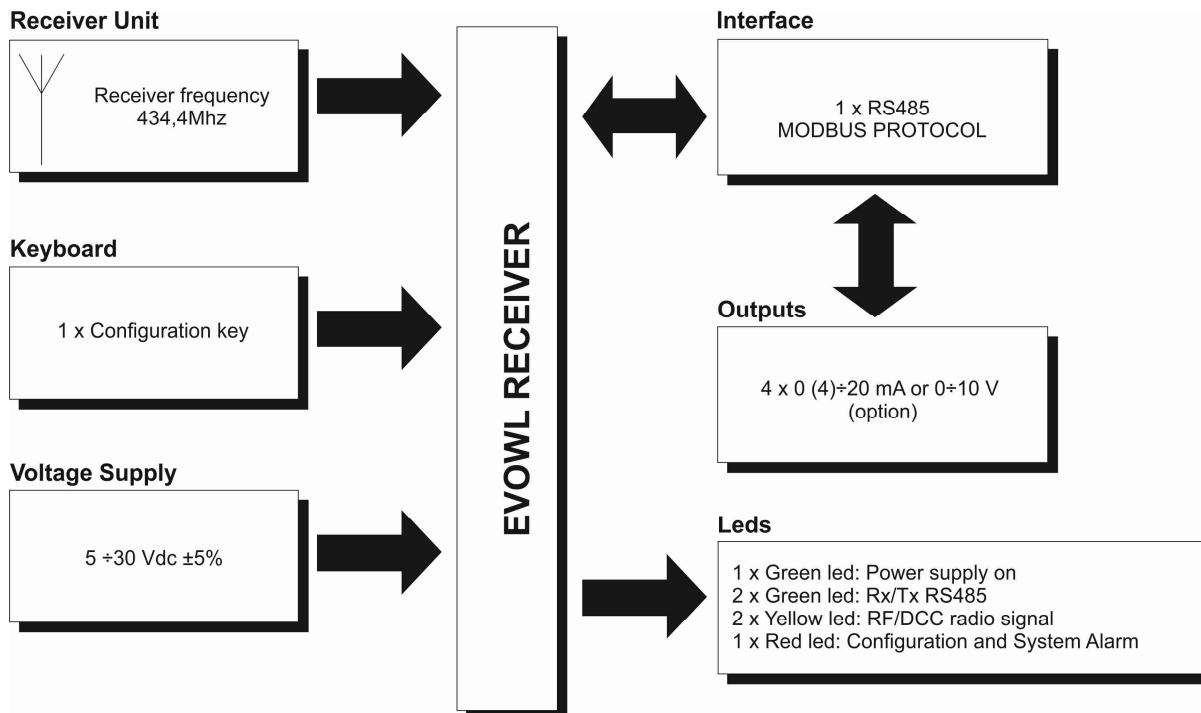 Receiver Unit
Receiver frequency
434,4Mhz
Keyboard
1 x Configuration key
Voltage Supply
5 ÷30 Vdc ±5%
EVOWL RECEIVER
Interface
1 x RS485
MODBUS PROTOCOL
Outputs
4 x 0 (4)÷20 mA or 0÷10 V
(option)
Leds
1 x Green led: Power supply on
2 x Green led: Rx/Tx RS485
2 x Yellow led: RF/DCC radio signal
1 x Red led: Configuration and System Alarm